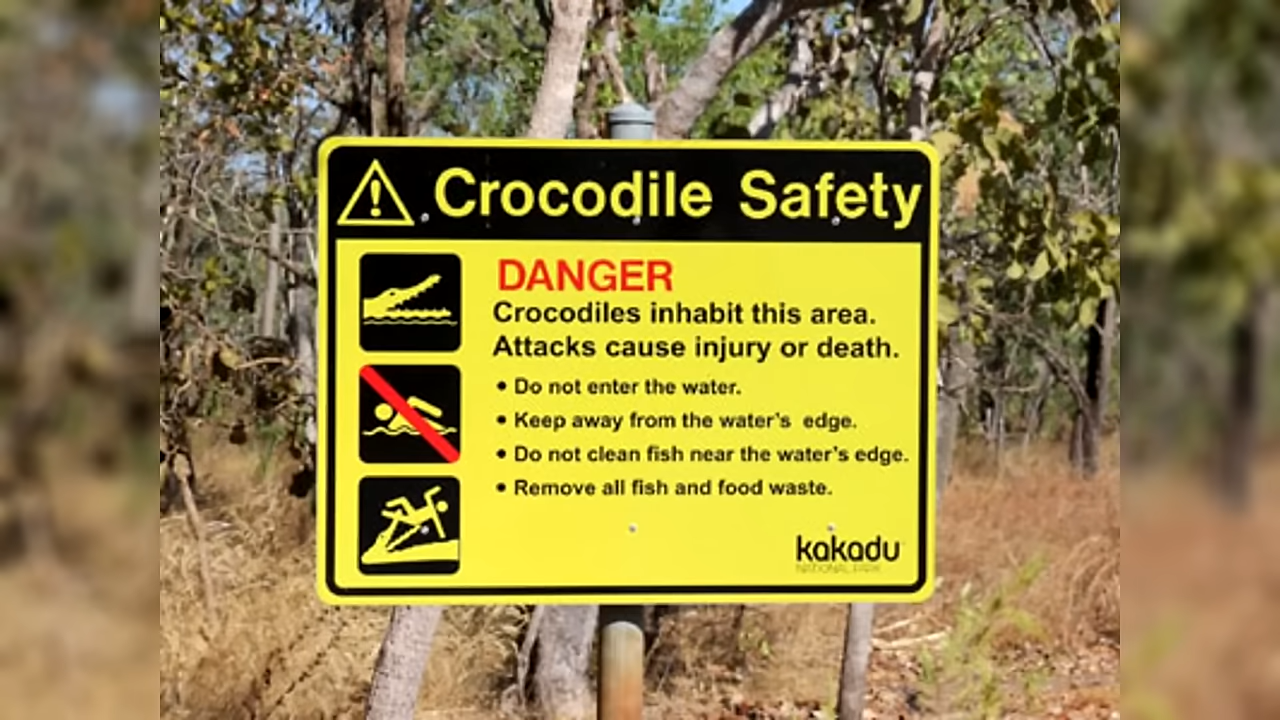 Crocodile Safety
DANGER
Crocodiles inhabit this area.
Attacks cause injury or death.
• Do not enter the water.
• Keep away from the water's edge.
• Do not clean fish near the water's edge.
• Remove all fish and food waste.
kakadu
NATIONAL PARK